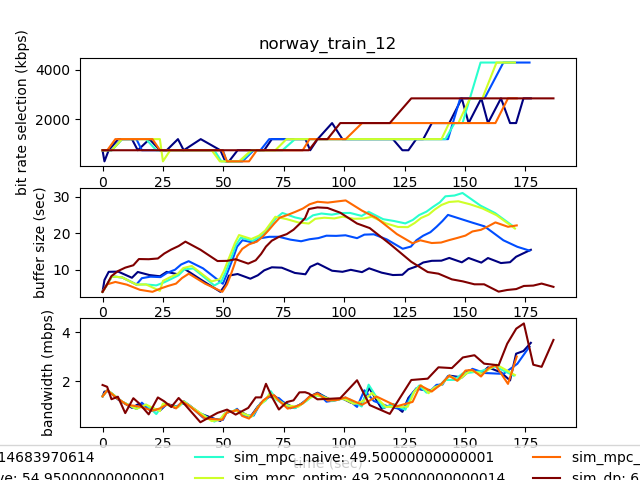 norway_train_12
bit rate selection (kbps)
4000
2000
0 25 50 75 100 125 150 175
buffer size (sec)
30
20
10
0 25 50 75 100 125 150 175
bandwidth (mbps)
4
2
0 25 50 75 100 125 150 175
time (sec)
14683970614 sim_mpc_naive: 49.50000000000001 sim_mpc_
ve: 54.95000000000001 sim_mpc_optim: 49.250000000000014 sim_dp: 6